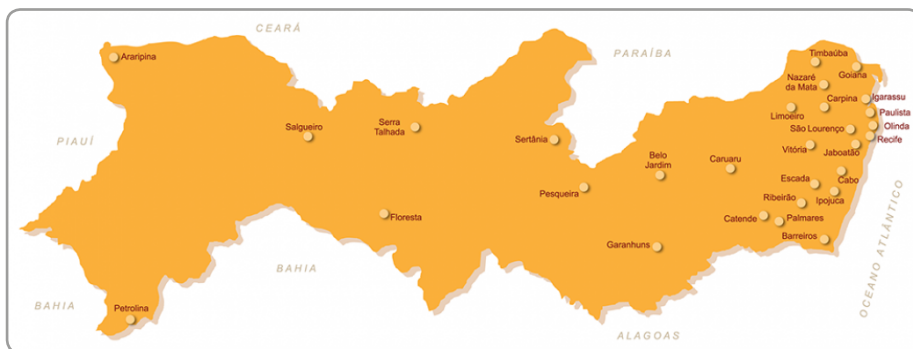 CEARÁ
PARAÍBA
PIAUÍ
BAHIA
BAHIA
ALAGOAS
OCEANO ATLÂNTICO
Araripina
Salgueiro
Serra
Talhada
Sertânia
Floresta
Petrolina
Pesqueira
Belo
Jardim
Garanhuns
Caruaru
Timbaúba
Goiana
Nazaré
da Mata
Carpina
Igarassu
Limoeiro
Paulista
São Lourenço
Olinda
Recife
Vitória
Jaboatão
Cabo
Escada
Ipojuca
Ribeirão
Catende
Palmares
Barreiros